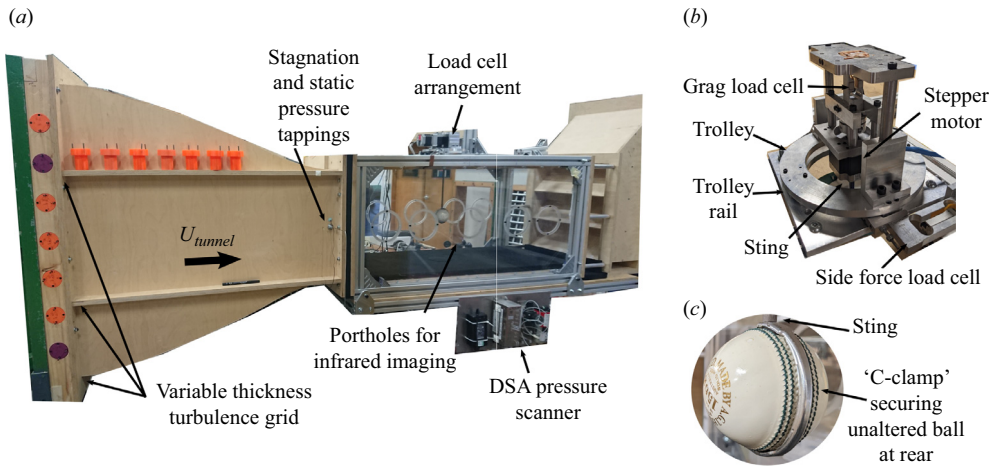 (a)
Stagnation
and static
pressure
tappings
Load cell
arrangement
U_tunnel
Portholes for
infrared imaging
DSA pressure
scanner
Variable thickness
turbulence grid
(b)
Grag load cell
Stepper
motor
Trolley
Trolley
rail
Sting
Side force load cell
(c)
Sting
MADE BY A.G.
‘C-clamp’
securing
unaltered ball
at rear